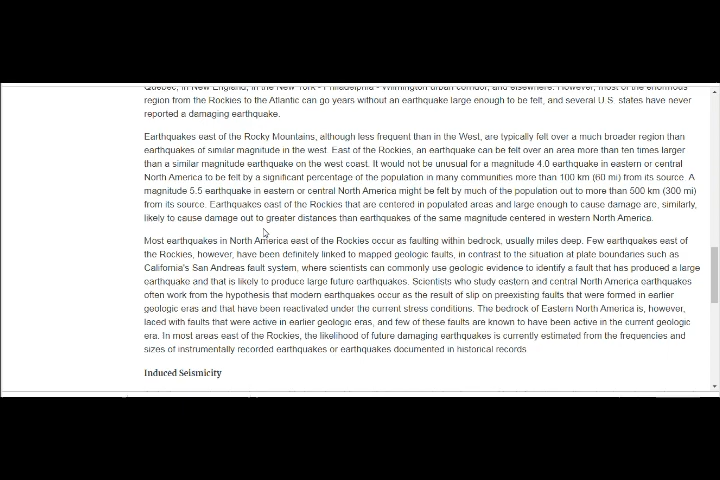 Quebec, in New England, in the New York - Philadelphia - Wilmington urban corridor, and elsewhere. However, most of the enormous
region from the Rockies to the Atlantic can go years without an earthquake large enough to be felt, and several U.S. states have never
reported a damaging earthquake.
Earthquakes east of the Rocky Mountains, although less frequent than in the West, are typically felt over a much broader region than
earthquakes of similar magnitude in the west. East of the Rockies, an earthquake can be felt over an area more than ten times larger
than a similar magnitude earthquake on the west coast. It would not be unusual for a magnitude 4.0 earthquake in eastern or central
North America to be felt by a significant percentage of the population in many communities more than 100 km (60 mi) from its source. A
magnitude 5.5 earthquake in eastern or central North America might be felt by much of the population out to more than 500 km (300 mi)
from its source. Earthquakes east of the Rockies that are centered in populated areas and large enough to cause damage are, similarly,
likely to cause damage out to greater distances than earthquakes of the same magnitude centered in western North America.
Most earthquakes in North America east of the Rockies occur as faulting within bedrock, usually miles deep. Few earthquakes east of
the Rockies, however, have been definitely linked to mapped geologic faults, in contrast to the situation at plate boundaries such as
California's San Andreas fault system, where scientists can commonly use geologic evidence to identify a fault that has produced a large
earthquake and that is likely to produce large future earthquakes. Scientists who study eastern and central North America earthquakes
often work from the hypothesis that modern earthquakes occur as the result of slip on preexisting faults that were formed in earlier
geologic eras and that have been reactivated under the current stress conditions. The bedrock of Eastern North America is, however,
laced with faults that were active in earlier geologic eras, and few of these faults are known to have been active in the current geologic
era. In most areas east of the Rockies, the likelihood of future damaging earthquakes is currently estimated from the frequencies and
sizes of instrumentally recorded earthquakes or earthquakes documented in historical records.
Induced Seismicity